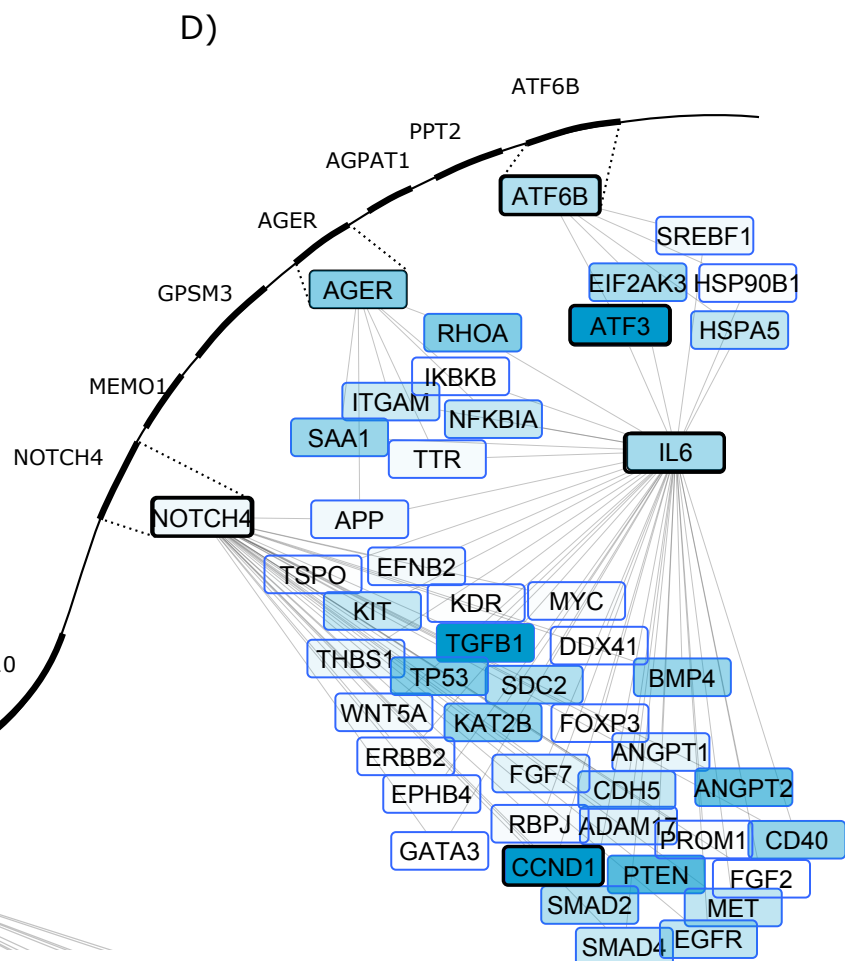 D)
ATF6B
PPT2
AGPAT1
ATF6B
AGER
SREBF1
EIF2AK3
HSP90B1
AGER
GPSM3
ATF3
HSPA5
RHOA
IKBKB
MEMO1
ITGAM
NFKBIA
SAA1
TTR
IL6
NOTCH4
NOTCH4
APP
EFNB2
TSPO
KDR
MYC
KIT
TGFB1
DDX41
THBS1
TP53
SDC2
BMP4
WNT5A
KAT2B
FOXP3
ERBB2
ANGPT1
FGF7
CDH5
ANGPT2
EPHB4
RBPJ
ADAM17
PROM1
CD40
GATA3
CCND1
PTEN
FGF2
SMAD2
MET
SMAD4
EGFR